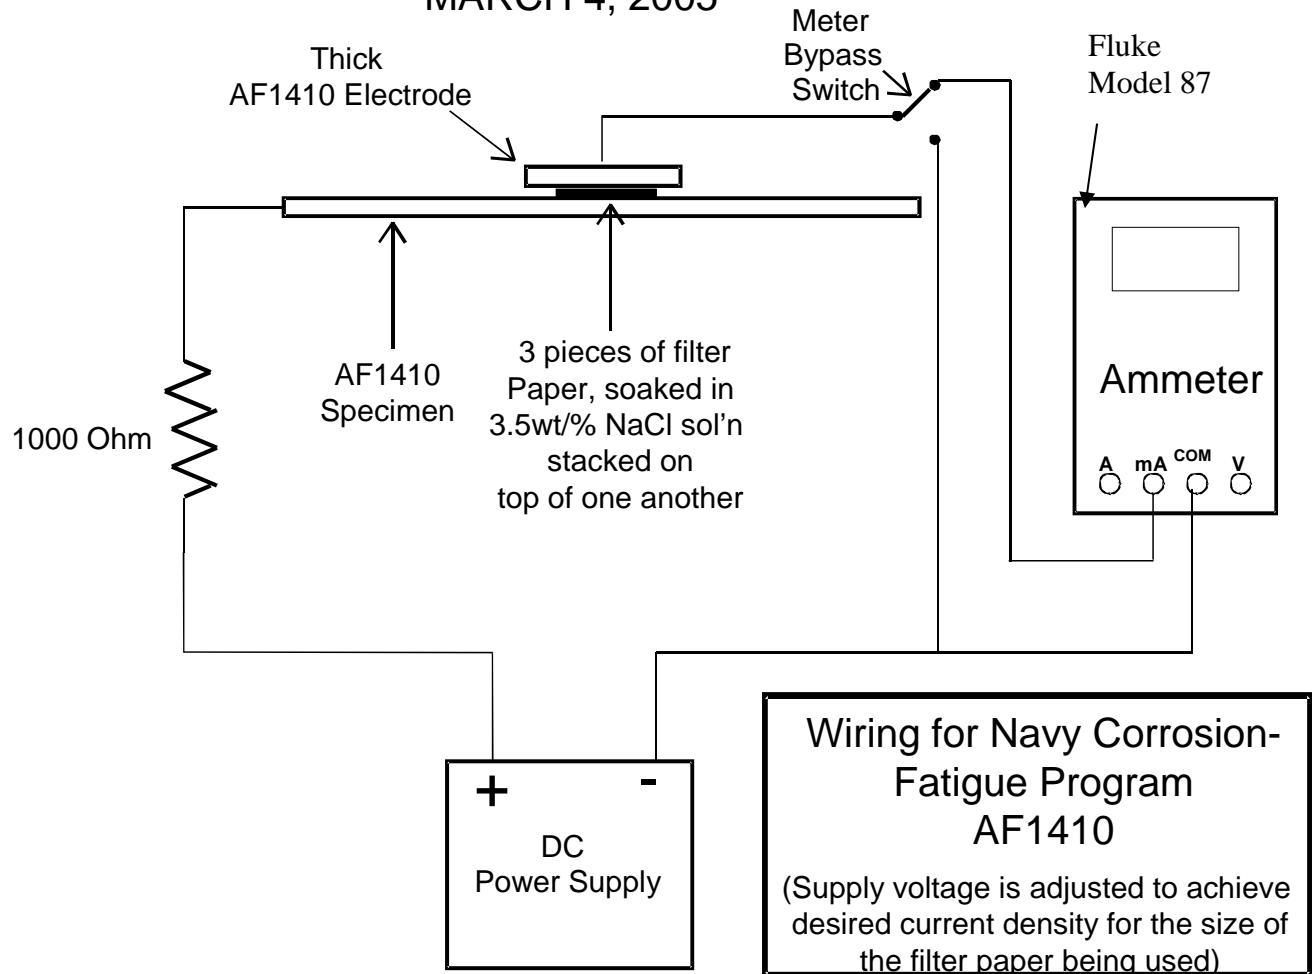 MARCH 4, 2005
Thick
AF1410 Electrode
Meter
Bypass
Switch
Fluke
Model 87
1000 Ohm
AF1410
Specimen
3 pieces of filter
Paper, soaked in
3.5wt/% NaCl sol’n
stacked on
top of one another
Ammeter
A mA COM V
+ -
DC
Power Supply
Wiring for Navy Corrosion-
Fatigue Program
AF1410
(Supply voltage is adjusted to achieve
desired current density for the size of
the filter paper being used)